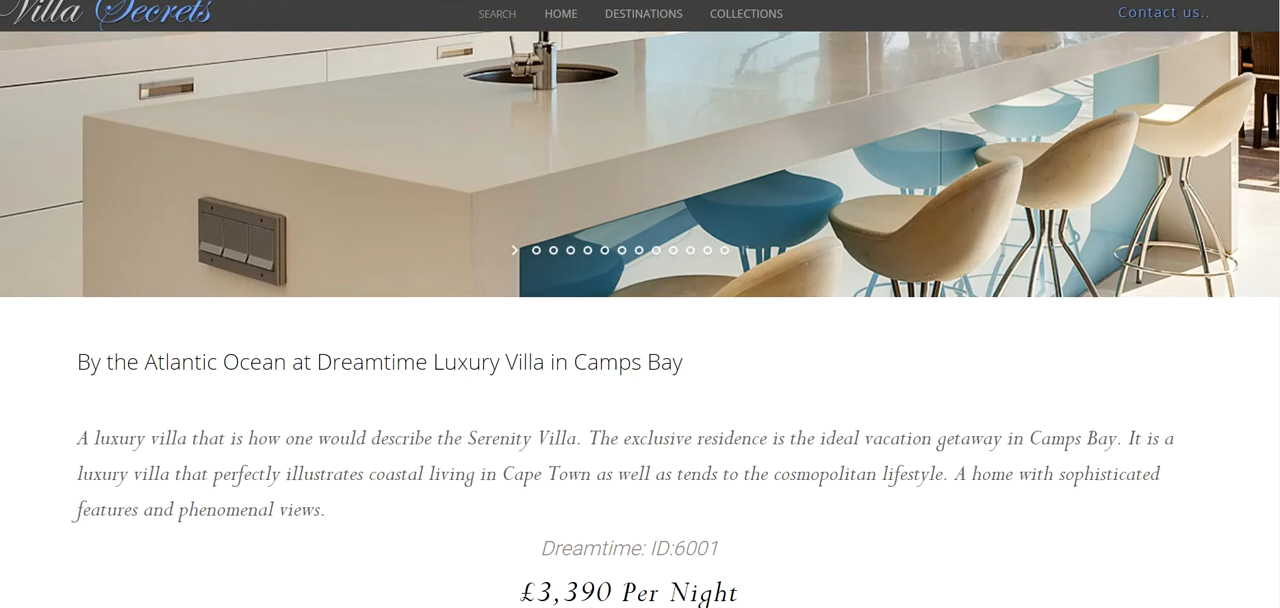 Villa Secrets
SEARCH HOME DESTINATIONS COLLECTIONS
Contact us..
By the Atlantic Ocean at Dreamtime Luxury Villa in Camps Bay
A luxury villa that is how one would describe the Serenity Villa. The exclusive residence is the ideal vacation getaway in Camps Bay. It is a
luxury villa that perfectly illustrates coastal living in Cape Town as well as tends to the cosmopolitan lifestyle. A home with sophisticated
features and phenomenal views.
Dreamtime: ID:6001
£3,390 Per Night